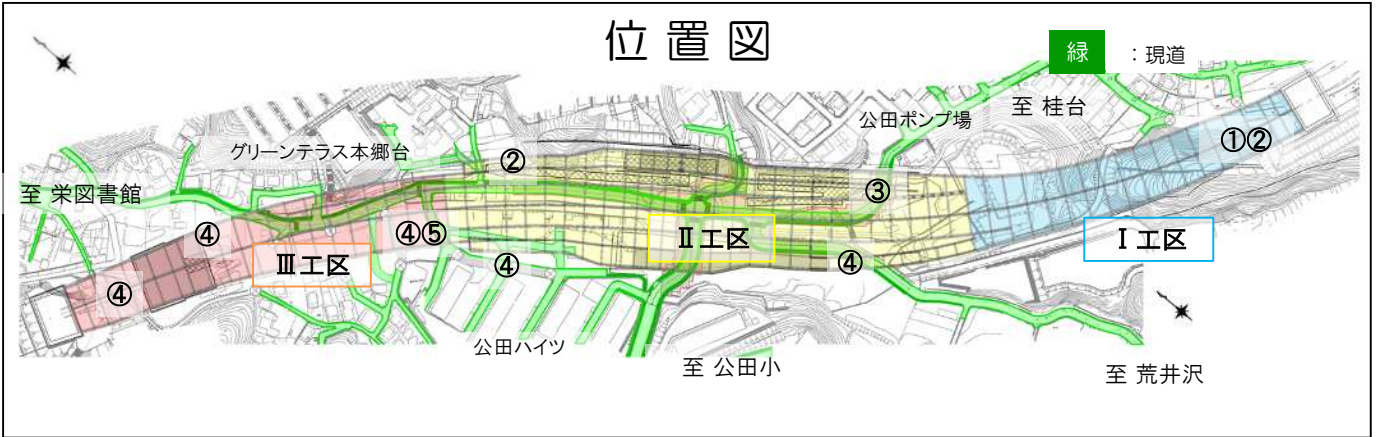 位置図
緑
：現道
至 桂台
公田ポンプ場
①②
グリーンテラス本郷台
②
③
至 栄図書館
④
④⑤
Ⅱ工区
Ⅰ工区
Ⅲ工区
④
④
④
公田ハイツ
至 公田小
至 荒井沢